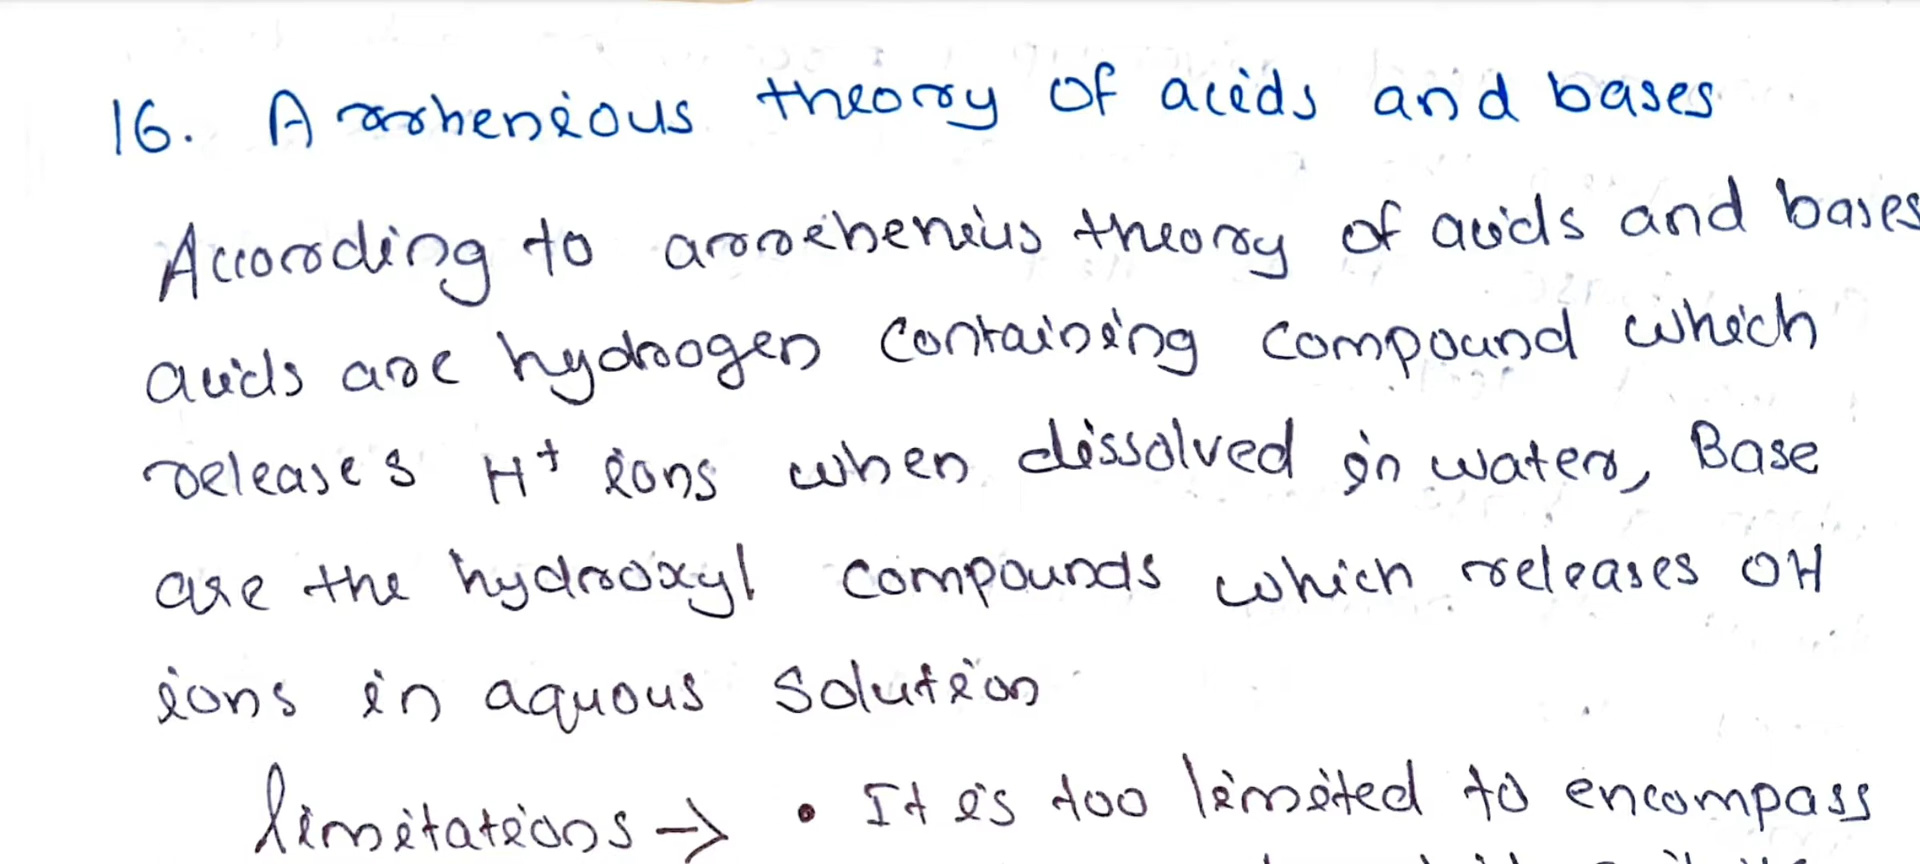 16. Arrhenious theory of acids and bases
According to arrehenius theory of acids and bases
acids are hydrogen containing compound which
releases H+ ions when dissolved in water, Base
are the hydroxyl compounds which releases OH
ions in aquous solution
limitations → • It is too limited to encompass